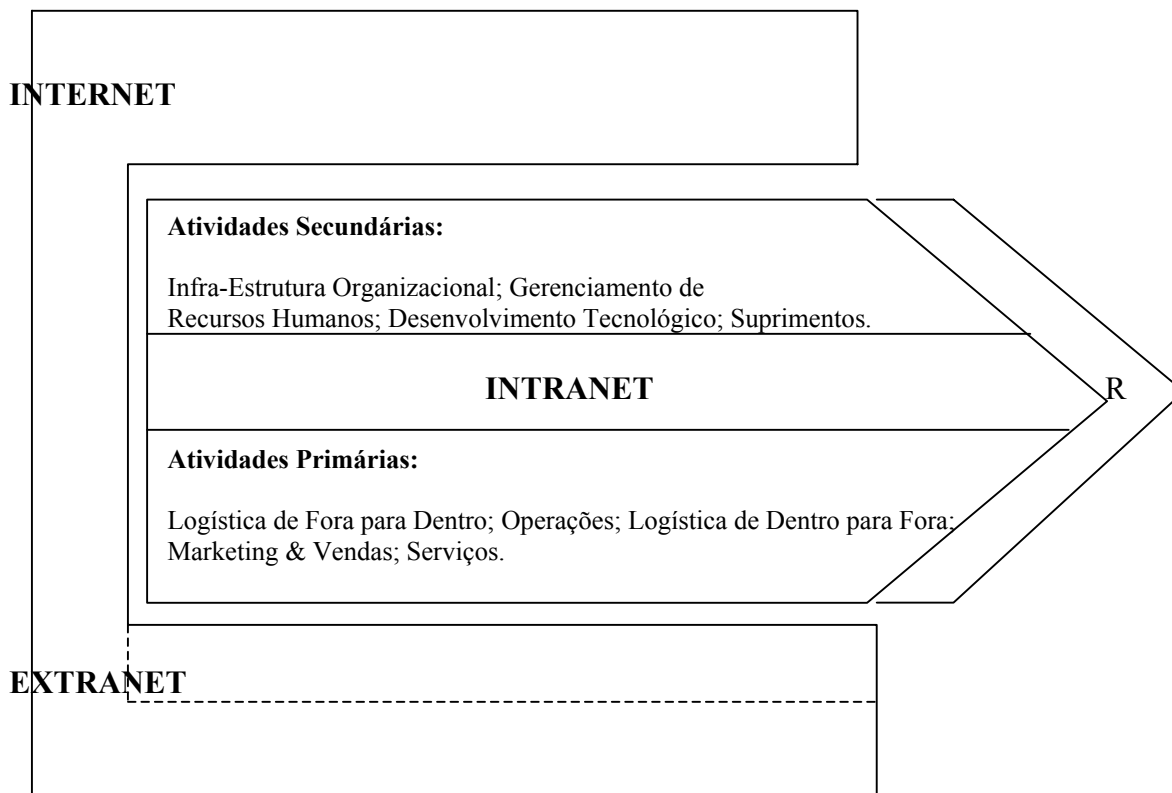 INTERNET
Atividades Secundárias:
Infra-Estrutura Organizacional; Gerenciamento de
Recursos Humanos; Desenvolvimento Tecnológico; Suprimentos.
INTRANET
R
Atividades Primárias:
Logística de Fora para Dentro; Operações; Logística de Dentro para Fora;
Marketing & Vendas; Serviços.
EXTRANET